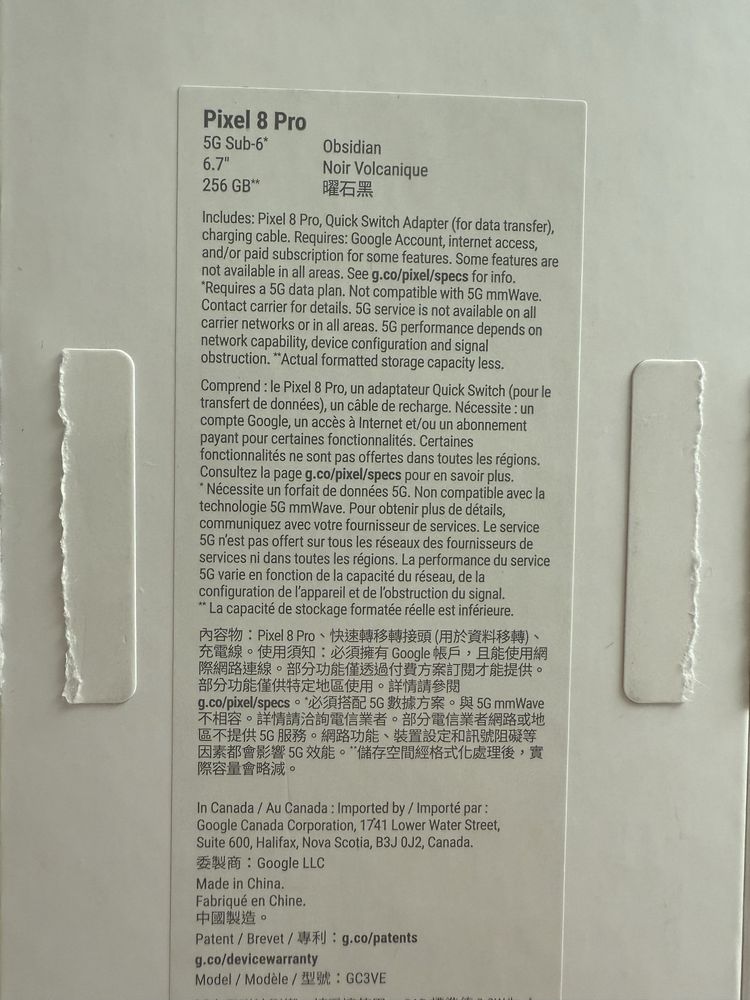 Pixel 8 Pro
5G Sub-6*
6.7"
256 GB**
Obsidian
Noir Volcanique
曜石黑
Includes: Pixel 8 Pro, Quick Switch Adapter (for data transfer),
charging cable. Requires: Google Account, internet access,
and/or paid subscription for some features. Some features are
not available in all areas. See g.co/pixel/specs for info.
*Requires a 5G data plan. Not compatible with 5G mmWave.
Contact carrier for details. 5G service is not available on all
carrier networks or in all areas. 5G performance depends on
network capability, device configuration and signal
obstruction. **Actual formatted storage capacity less.
Comprend : le Pixel 8 Pro, un adaptateur Quick Switch (pour le
transfert de données), un câble de recharge. Nécessite : un
compte Google, un accès à Internet et/ou un abonnement
payant pour certaines fonctionnalités. Certaines
fonctionnalités ne sont pas offertes dans toutes les régions.
Consultez la page g.co/pixel/specs pour en savoir plus.
* Nécessite un forfait de données 5G. Non compatible avec la
technologie 5G mmWave. Pour obtenir plus de détails,
communiquez avec votre fournisseur de services. Le service
5G n'est pas offert sur tous les réseaux des fournisseurs de
services ni dans toutes les régions. La performance du service
5G varie en fonction de la capacité du réseau, de la
configuration de l'appareil et de l'obstruction du signal.
** La capacité de stockage formatée réelle est inférieure.
內容物：Pixel 8 Pro、快速轉移轉接頭 (用於資料移轉)、
充電線。使用須知：必須擁有 Google 帳戶，且能使用網
際網路連線。部分功能僅透過付費方案訂閱才能提供。
部分功能僅供特定地區使用。詳情請參閱
g.co/pixel/specs。*必須搭配 5G 數據方案。與 5G mmWave
不相容。詳情請洽詢電信業者。部分電信業者網路或地
區不提供 5G 服務。網路功能、裝置設定和訊號阻礙等
因素都會影響 5G 效能。**儲存空間經格式化處理後，實
際容量會略減。
In Canada / Au Canada : Imported by / Importé par :
Google Canada Corporation, 1741 Lower Water Street,
Suite 600, Halifax, Nova Scotia, B3J 0J2, Canada.
委製商：Google LLC
Made in China.
Fabriqué en Chine.
中國製造。
Patent / Brevet / 專利：g.co/patents
g.co/devicewarranty
Model / Modèle / 型號：GC3VE